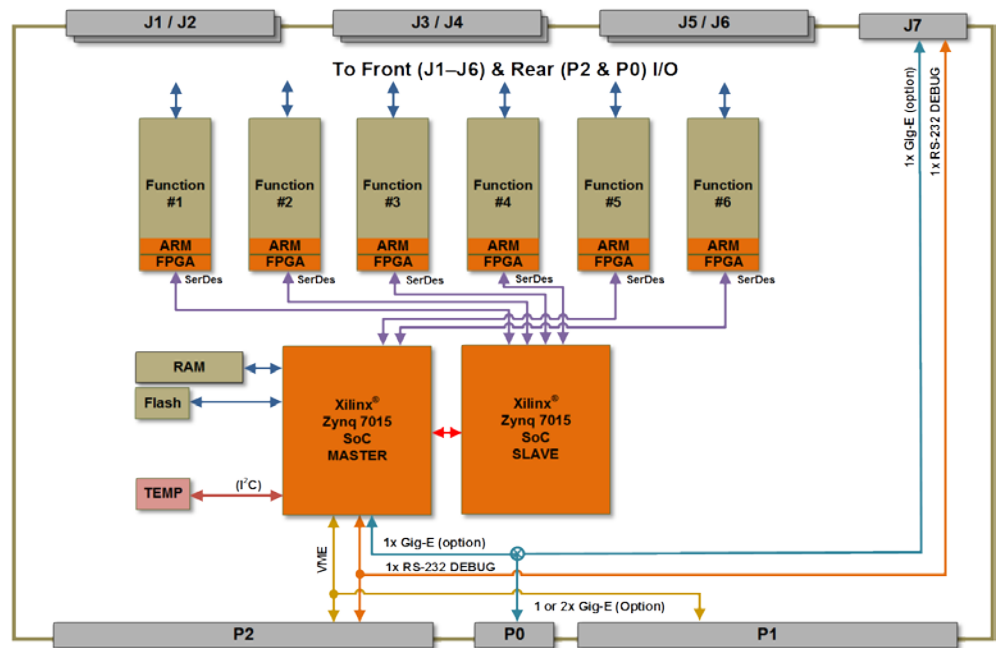 J1 / J2
J3 / J4
J5 / J6
J7
To Front (J1–J6) & Rear (P2 & P0) I/O
1x Gig-E (option)
1x RS-232 DEBUG
Function
#1
ARM
FPGA
SerDes
Function
#2
ARM
FPGA
SerDes
Function
#3
ARM
FPGA
SerDes
Function
#4
ARM
FPGA
SerDes
Function
#5
ARM
FPGA
SerDes
Function
#6
ARM
FPGA
SerDes
RAM
Flash
TEMP
(I²C)
Xilinx®
Zynq 7015
SoC
MASTER
Xilinx®
Zynq 7015
SoC
SLAVE
VME
1x Gig-E (option)
1x RS-232 DEBUG
1 or 2x Gig-E (Option)
P2
P0
P1